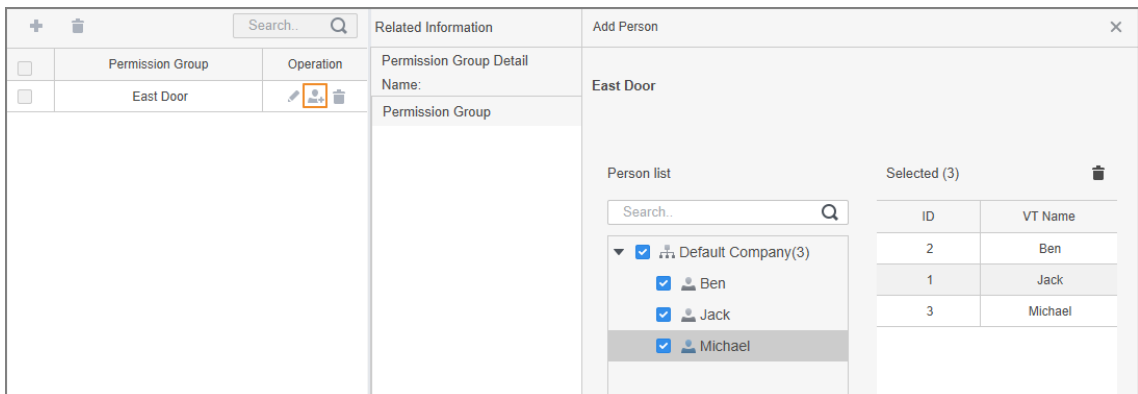 Search..
Related Information
Add Person
Permission Group
Operation
Permission Group Detail
Name:
East Door
Permission Group
East Door
Person list
Selected (3)
Search..
ID
VT Name
Default Company(3)
2
Ben
Ben
1
Jack
Jack
3
Michael
Michael